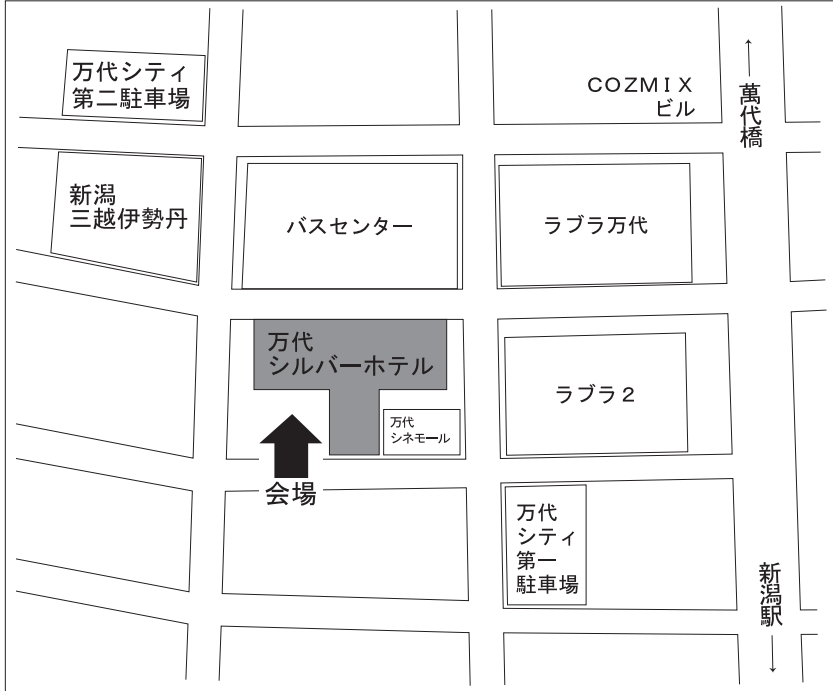 万代シティ
第二駐車場
COZMIX
ビル
↑
萬代橋
新潟
三越伊勢丹
バスセンター
ラブラ万代
万代
シルバーホテル
ラブラ2
万代
シネモール
会場
万代
シティ
第一
駐車場
新潟駅
↓